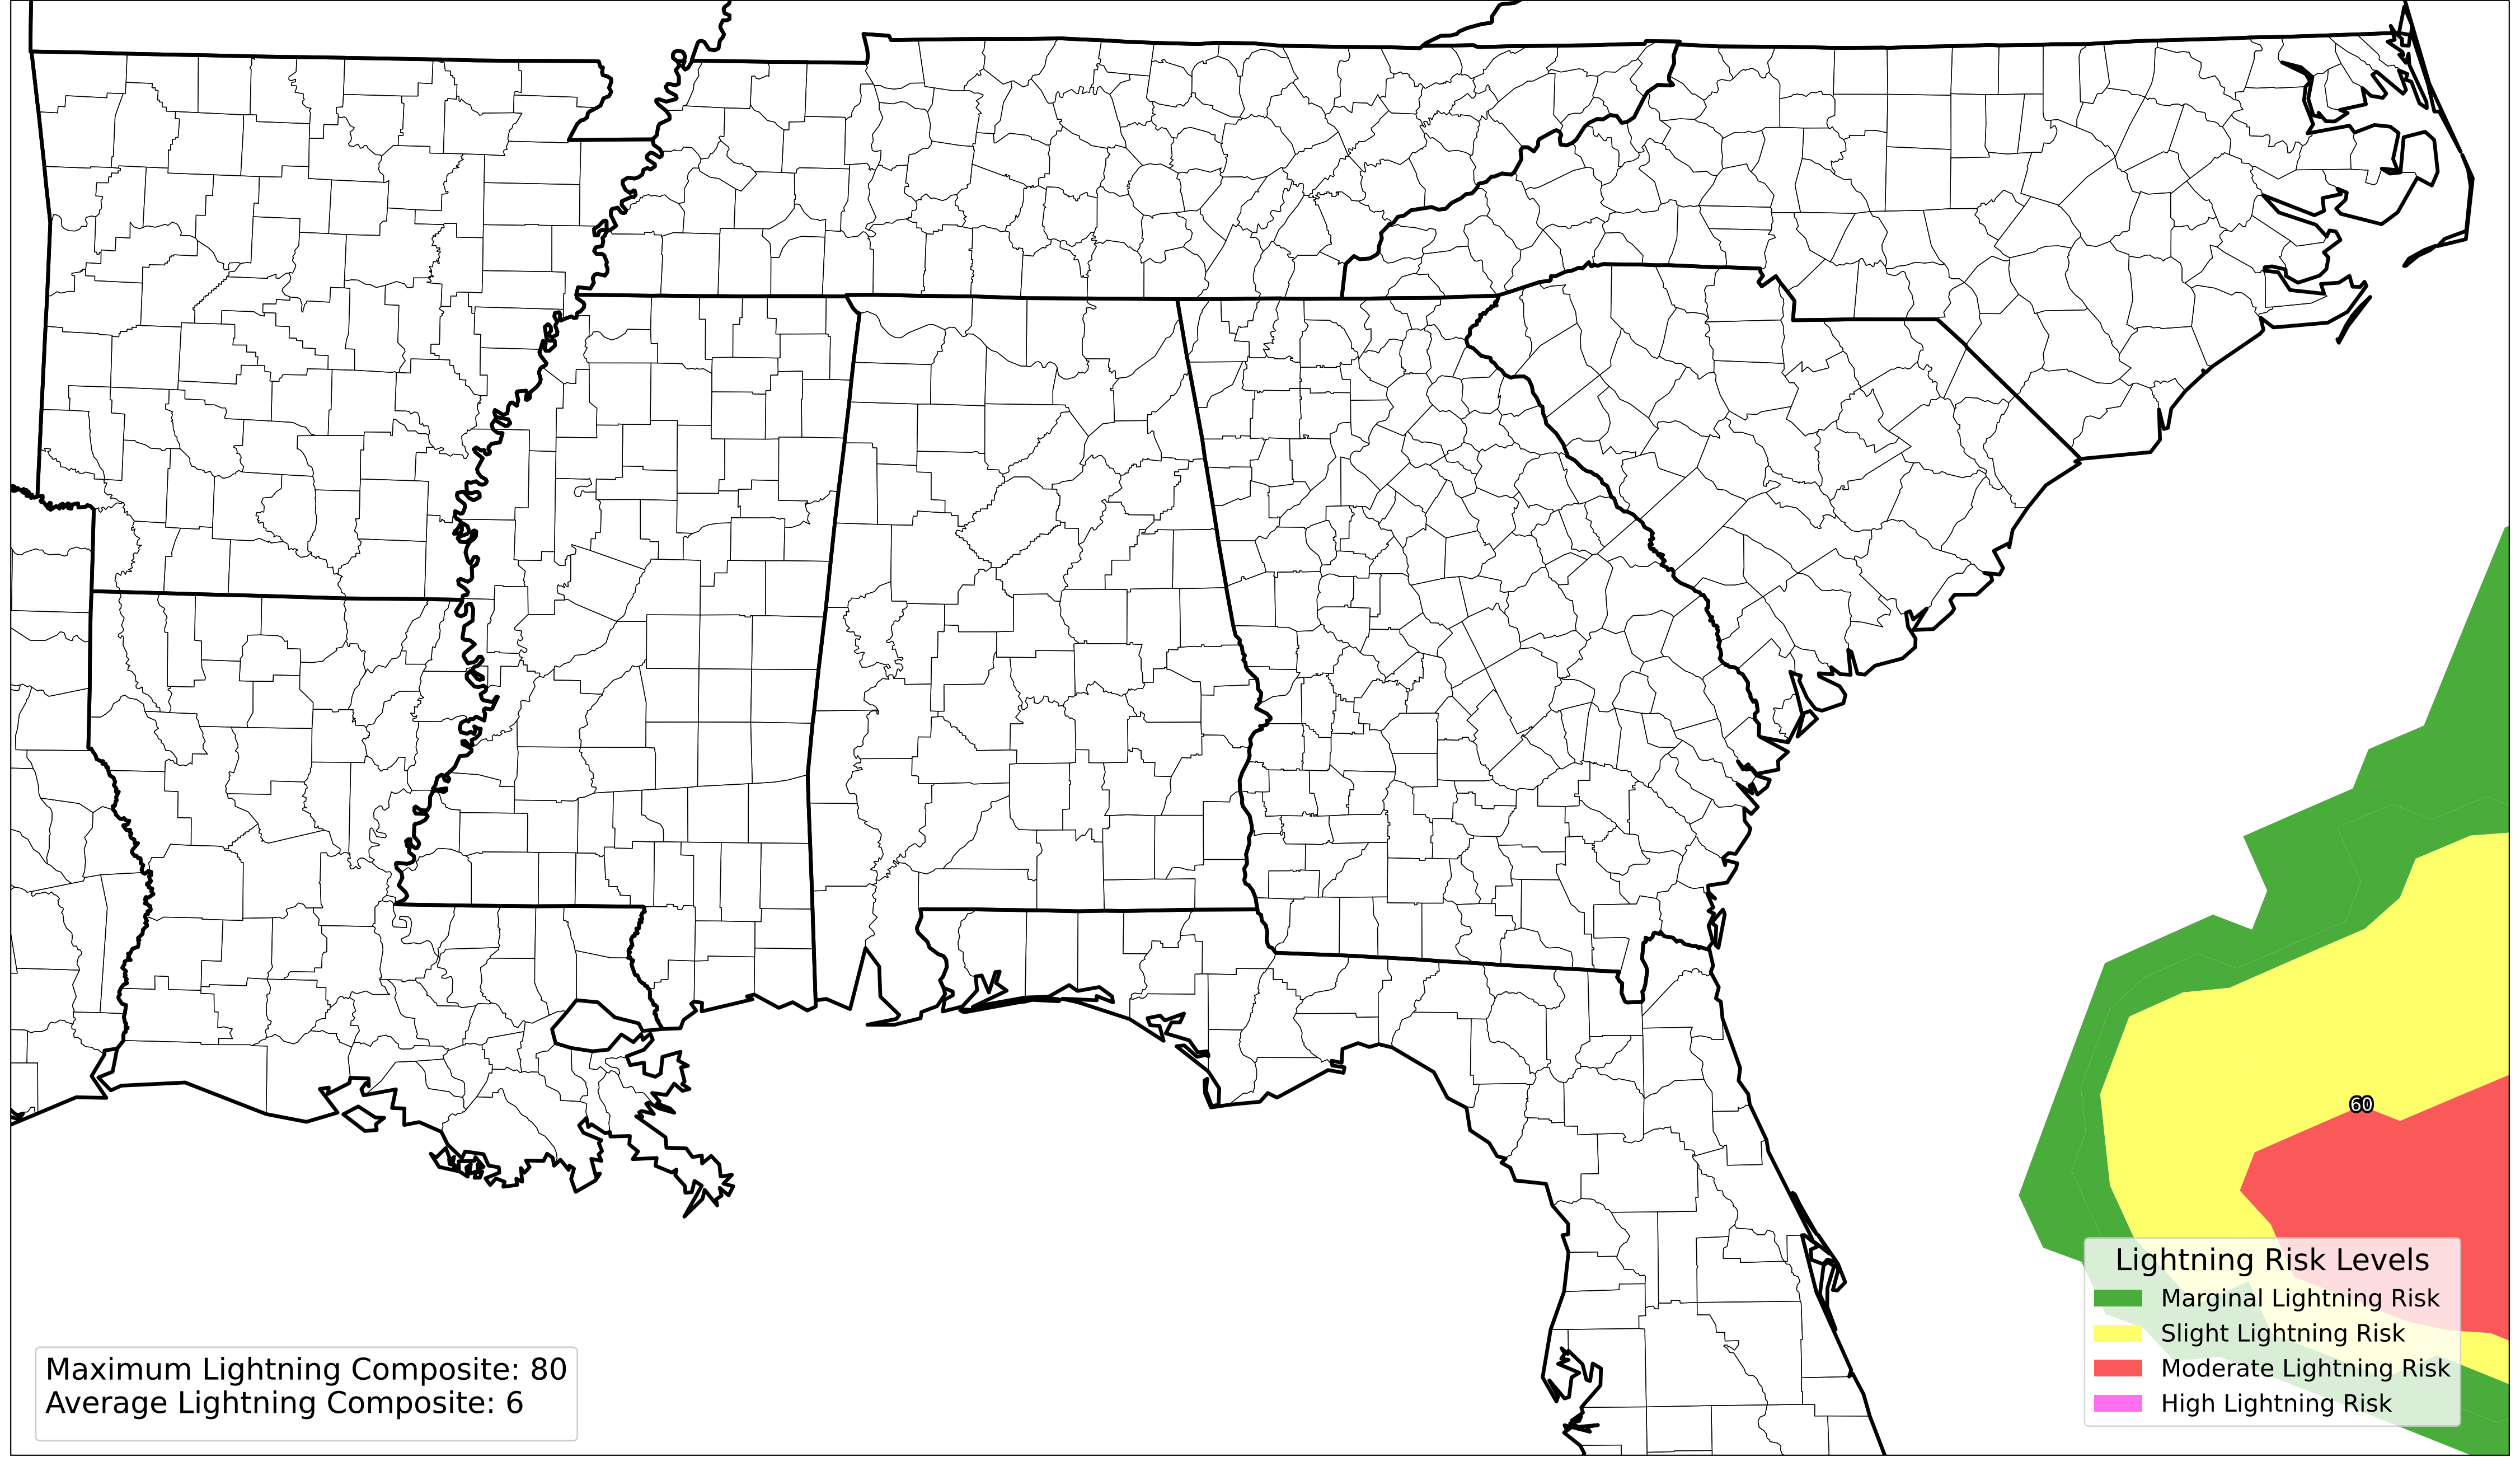 60
Lightning Risk Levels
Marginal Lightning Risk
Slight Lightning Risk
Moderate Lightning Risk
High Lightning Risk
Maximum Lightning Composite: 80
Average Lightning Composite: 6